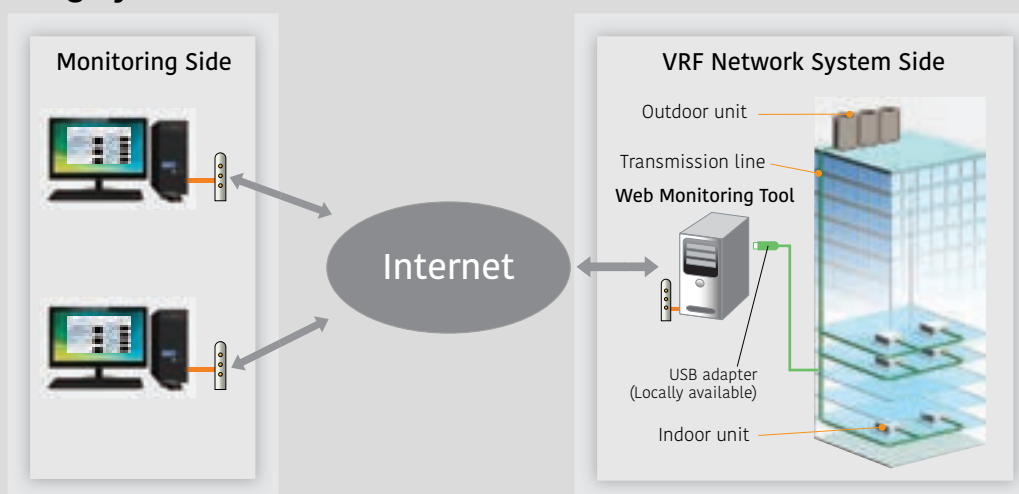 Monitoring Side
VRF Network System Side
Outdoor unit
Transmission line
Web Monitoring Tool
Internet
USB adapter
(Locally available)
Indoor unit